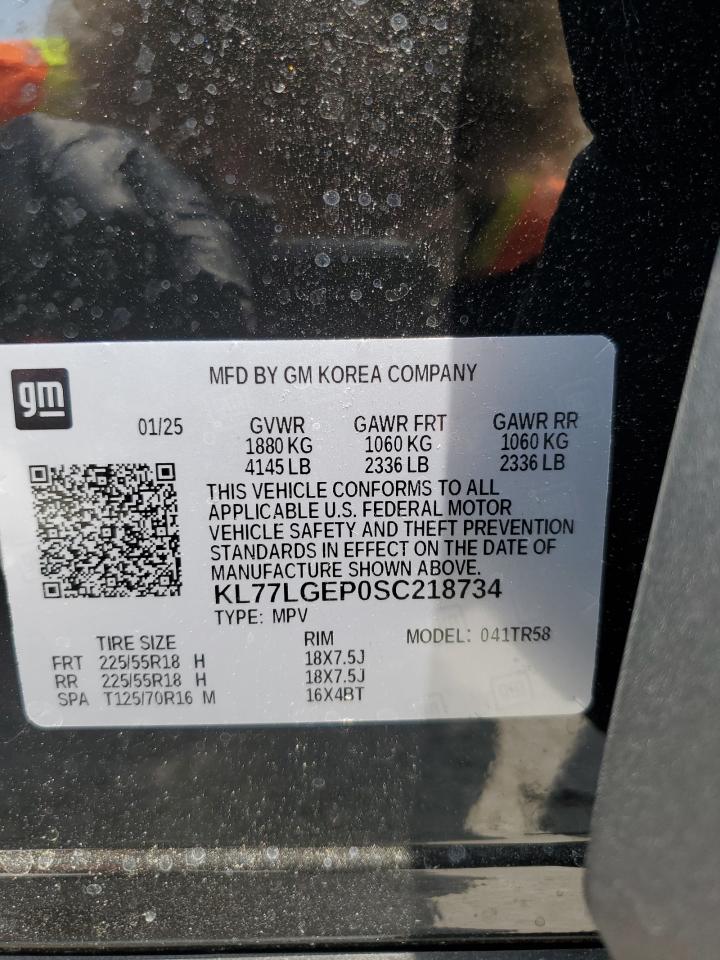 gm
MFD BY GM KOREA COMPANY
01/25 GVWR GAWR FRT GAWR RR
1880 KG 1060 KG 1060 KG
4145 LB 2336 LB 2336 LB
THIS VEHICLE CONFORMS TO ALL
APPLICABLE U.S. FEDERAL MOTOR
VEHICLE SAFETY AND THEFT PREVENTION
STANDARDS IN EFFECT ON THE DATE OF
MANUFACTURE SHOWN ABOVE.
KL77LGEP0SC218734
TYPE: MPV
TIRE SIZE RIM MODEL: 041TR58
FRT 225/55R18 H 18X7.5J
RR 225/55R18 H 18X7.5J
SPA T125/70R16 M 16X4BT